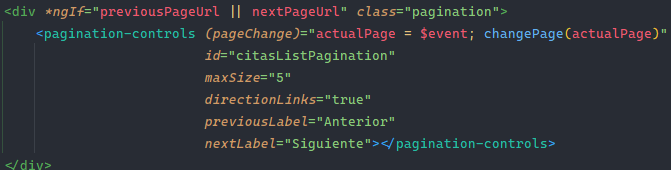 <div *ngIf="previousPageUrl || nextPageUrl" class="pagination">
<pagination-controls (pageChange)="actualPage = $event; changePage(actualPage)"
id="citasListPagination"
maxSize="5"
directionLinks="true"
previousLabel="Anterior"
nextLabel="Siguiente"></pagination-controls>
</div>